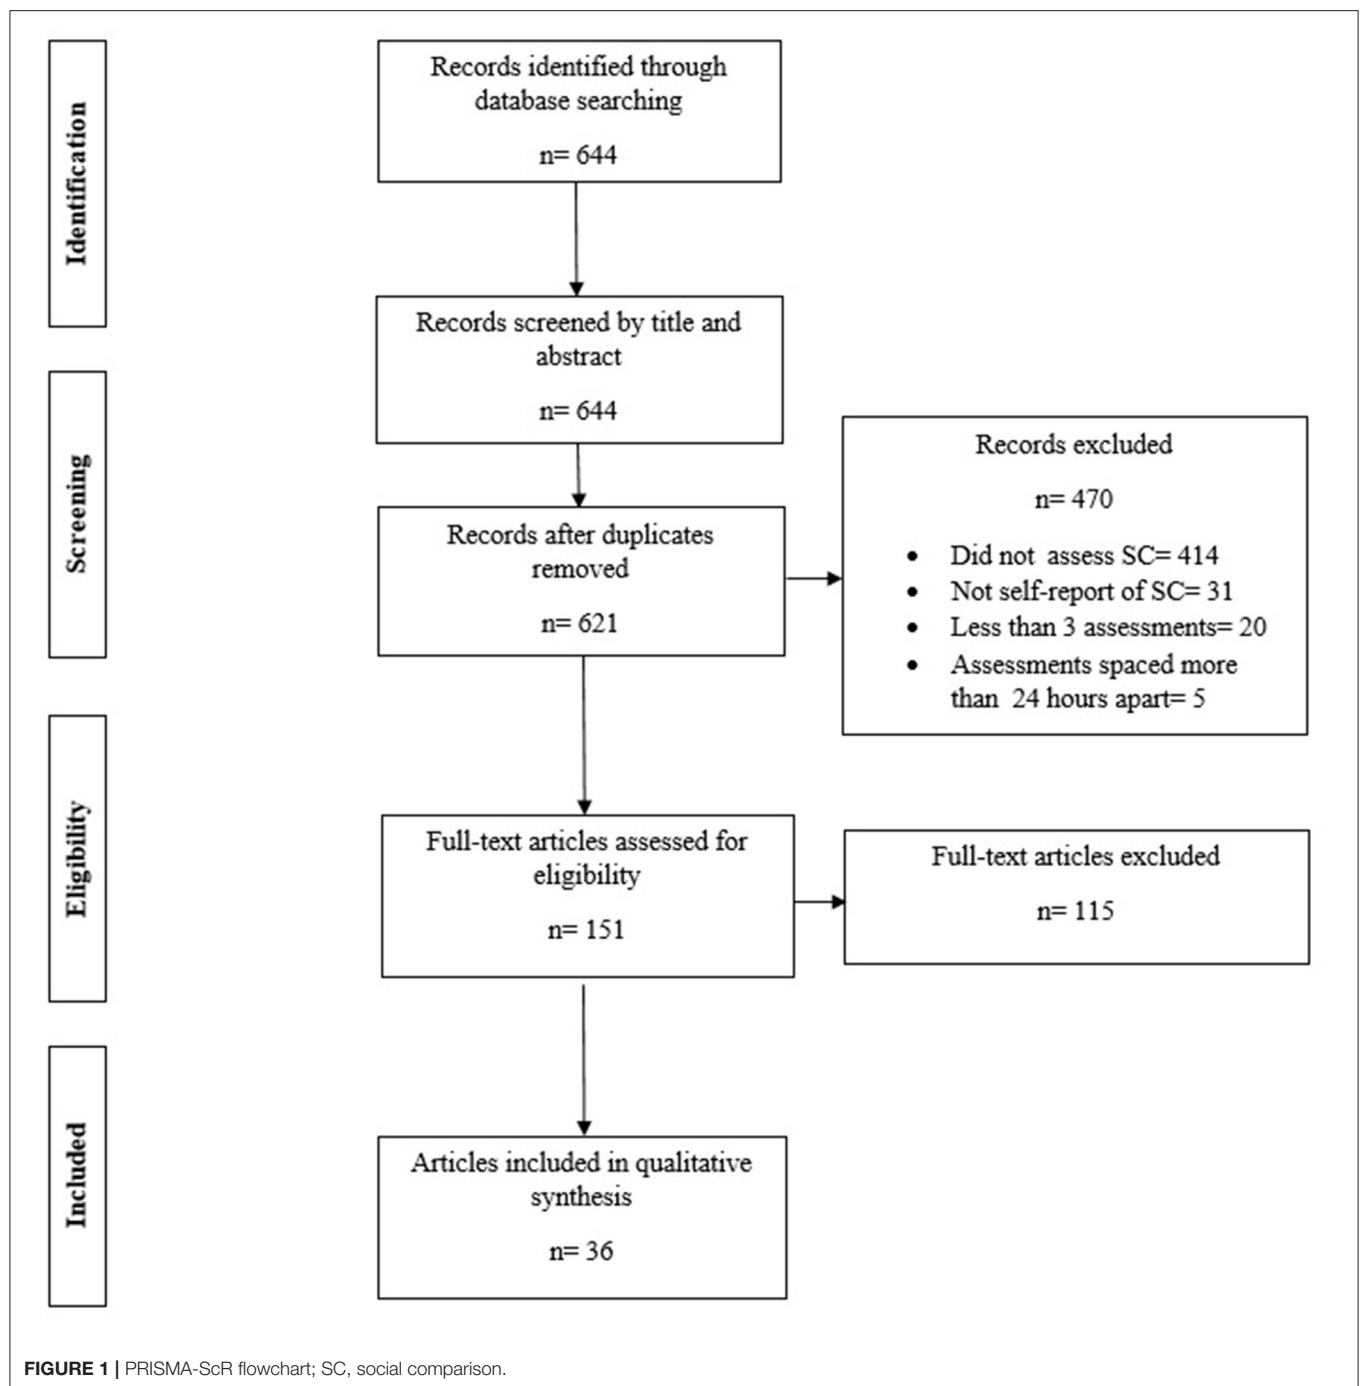 Identification
Records identified through
database searching
n= 644
Records screened by title and
abstract
n= 644
Screening
Records after duplicates
removed
n= 621
Records excluded
n= 470
• Did not assess SC= 414
• Not self-report of SC= 31
• Less than 3 assessments= 20
• Assessments spaced more
than 24 hours apart= 5
Eligibility
Full-text articles assessed for
eligibility
n= 151
Full-text articles excluded
n= 115
Included
Articles included in qualitative
synthesis
n= 36
FIGURE 1 | PRISMA-ScR flowchart; SC, social comparison.